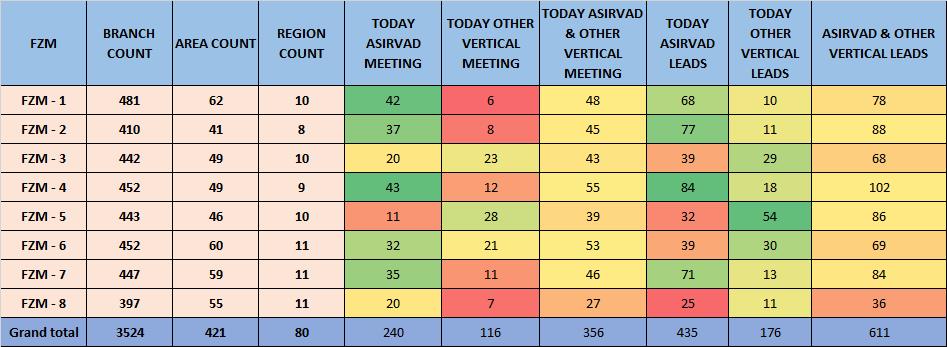 FZM BRANCH COUNT AREA COUNT REGION COUNT TODAY ASIRVAD MEETING TODAY OTHER VERTICAL MEETING TODAY ASIRVAD & OTHER VERTICAL MEETING TODAY ASIRVAD LEADS TODAY OTHER VERTICAL LEADS ASIRVAD & OTHER VERTICAL LEADS
FZM - 1 481 62 10 42 6 48 68 10 78
FZM - 2 410 41 8 37 8 45 77 11 88
FZM - 3 442 49 10 20 23 43 39 29 68
FZM - 4 452 49 9 43 12 55 84 18 102
FZM - 5 443 46 10 11 28 39 32 54 86
FZM - 6 452 60 11 32 21 53 39 30 69
FZM - 7 447 59 11 35 11 46 71 13 84
FZM - 8 397 55 11 20 7 27 25 11 36
Grand total 3524 421 80 240 116 356 435 176 611